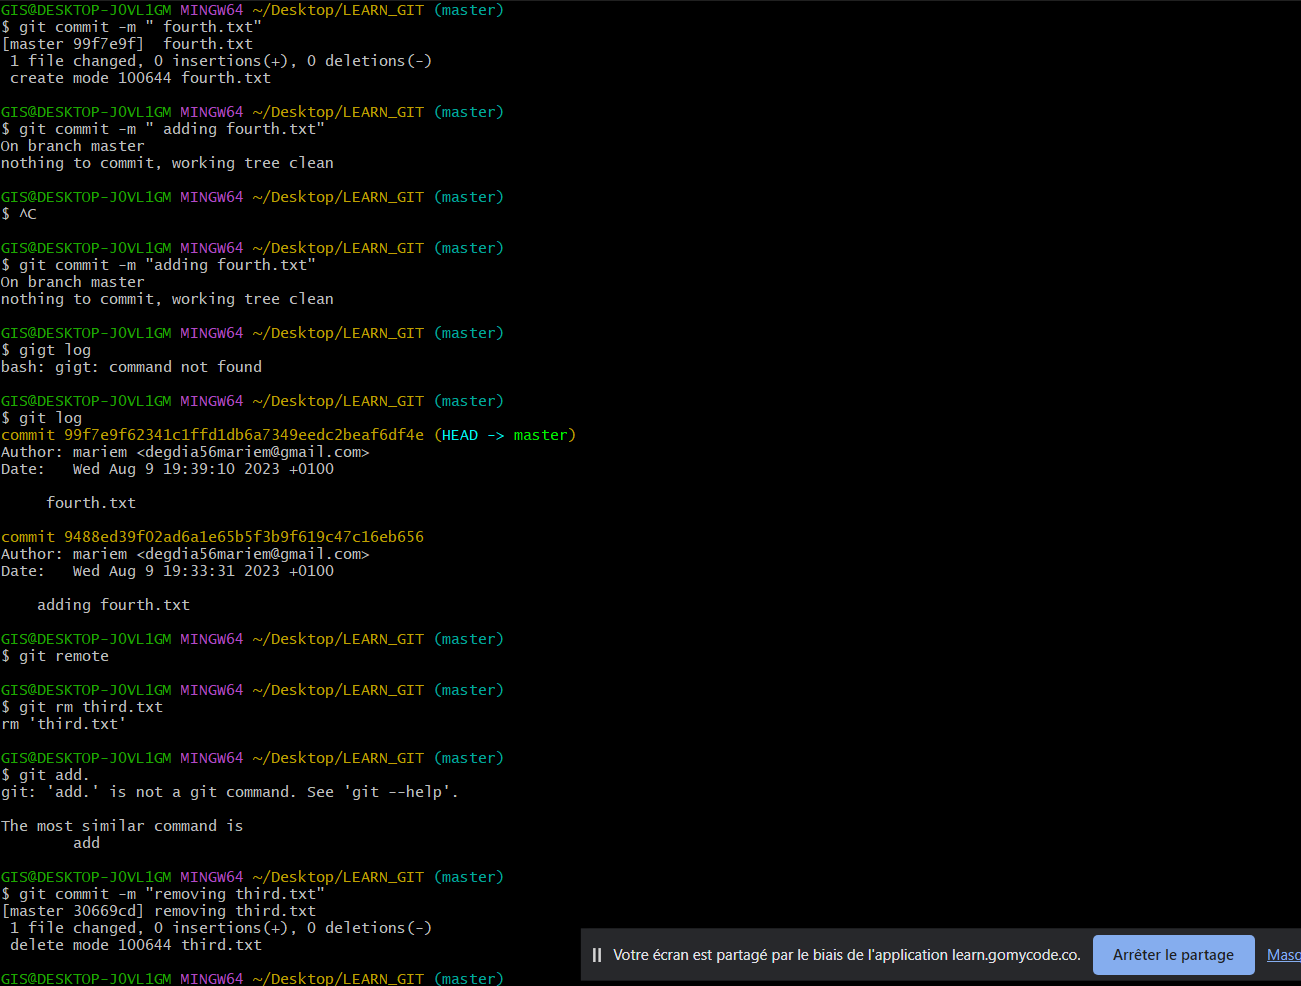 GIS@DESKTOP-J0VL1GM MINGW64 ~/Desktop/LEARN_GIT (master)
$ git commit -m " fourth.txt"
[master 99f7e9f]  fourth.txt
 1 file changed, 0 insertions(+), 0 deletions(-)
 create mode 100644 fourth.txt

GIS@DESKTOP-J0VL1GM MINGW64 ~/Desktop/LEARN_GIT (master)
$ git commit -m " adding fourth.txt"
On branch master
nothing to commit, working tree clean

GIS@DESKTOP-J0VL1GM MINGW64 ~/Desktop/LEARN_GIT (master)
$ ^C

GIS@DESKTOP-J0VL1GM MINGW64 ~/Desktop/LEARN_GIT (master)
$ git commit -m "adding fourth.txt"
On branch master
nothing to commit, working tree clean

GIS@DESKTOP-J0VL1GM MINGW64 ~/Desktop/LEARN_GIT (master)
$ gigt log
bash: gigt: command not found

GIS@DESKTOP-J0VL1GM MINGW64 ~/Desktop/LEARN_GIT (master)
$ git log
commit 99f7e9f62341c1ffd1db6a7349eedc2beaf6df4e (HEAD -> master)
Author: mariem <degdia56mariem@gmail.com>
Date:   Wed Aug 9 19:39:10 2023 +0100

     fourth.txt

commit 9488ed39f02ad6a1e65b5f3b9f619c47c16eb656
Author: mariem <degdia56mariem@gmail.com>
Date:   Wed Aug 9 19:33:31 2023 +0100

    adding fourth.txt

GIS@DESKTOP-J0VL1GM MINGW64 ~/Desktop/LEARN_GIT (master)
$ git remote

GIS@DESKTOP-J0VL1GM MINGW64 ~/Desktop/LEARN_GIT (master)
$ git rm third.txt
rm 'third.txt'

GIS@DESKTOP-J0VL1GM MINGW64 ~/Desktop/LEARN_GIT (master)
$ git add.
git: 'add.' is not a git command. See 'git --help'.

The most similar command is
        add

GIS@DESKTOP-J0VL1GM MINGW64 ~/Desktop/LEARN_GIT (master)
$ git commit -m "removing third.txt"
[master 30669cd] removing third.txt
 1 file changed, 0 insertions(+), 0 deletions(-)
 delete mode 100644 third.txt

GIS@DESKTOP-J0VL1GM MINGW64 ~/Desktop/LEARN_GIT (master)
Votre écran est partagé par le biais de l'application learn.gomycode.co.
Arrêter le partage
Masc